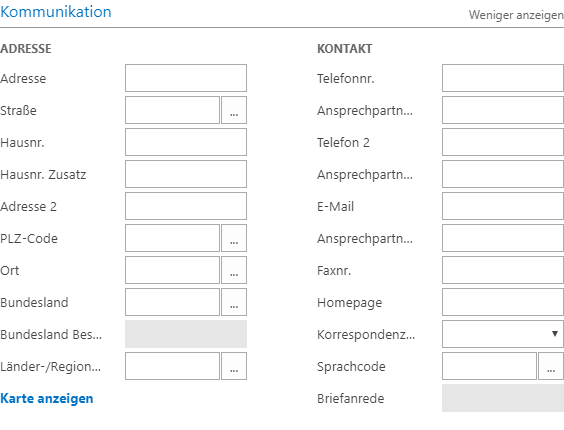 Kommunikation
Weniger anzeigen
ADRESSE
Adresse
Straße
...
Hausnr.
Hausnr. Zusatz
Adresse 2
PLZ-Code
...
Ort
...
Bundesland
...
Bundesland Bes...
Länder-/Region...
...
Karte anzeigen
KONTAKT
Telefonnr.
Ansprechpartn...
Telefon 2
Ansprechpartn...
E-Mail
Ansprechpartn...
Faxnr.
Homepage
Korrespondenz...
Sprachcode
...
Briefanrede